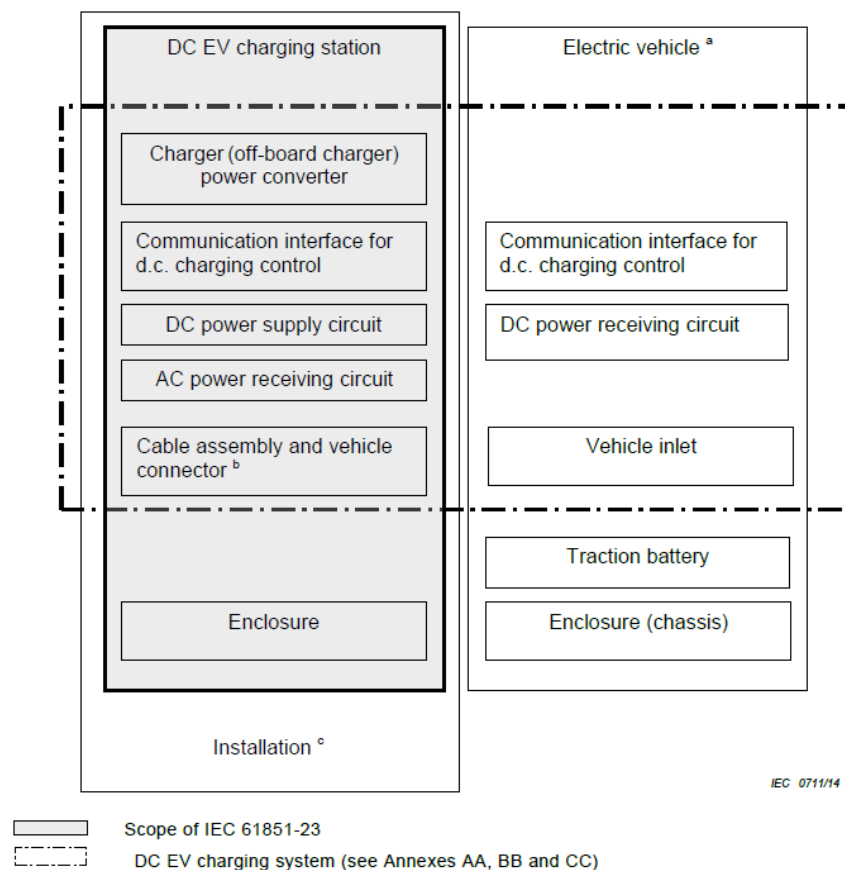 DC EV charging station
Electric vehicle a
Charger (off-board charger)
power converter
Communication interface for
d.c. charging control
Communication interface for
d.c. charging control
DC power supply circuit
DC power receiving circuit
AC power receiving circuit
Cable assembly and vehicle
connector b
Vehicle inlet
Traction battery
Enclosure
Enclosure (chassis)
Installation c
IEC 0711/14
Scope of IEC 61851-23
DC EV charging system (see Annexes AA, BB and CC)